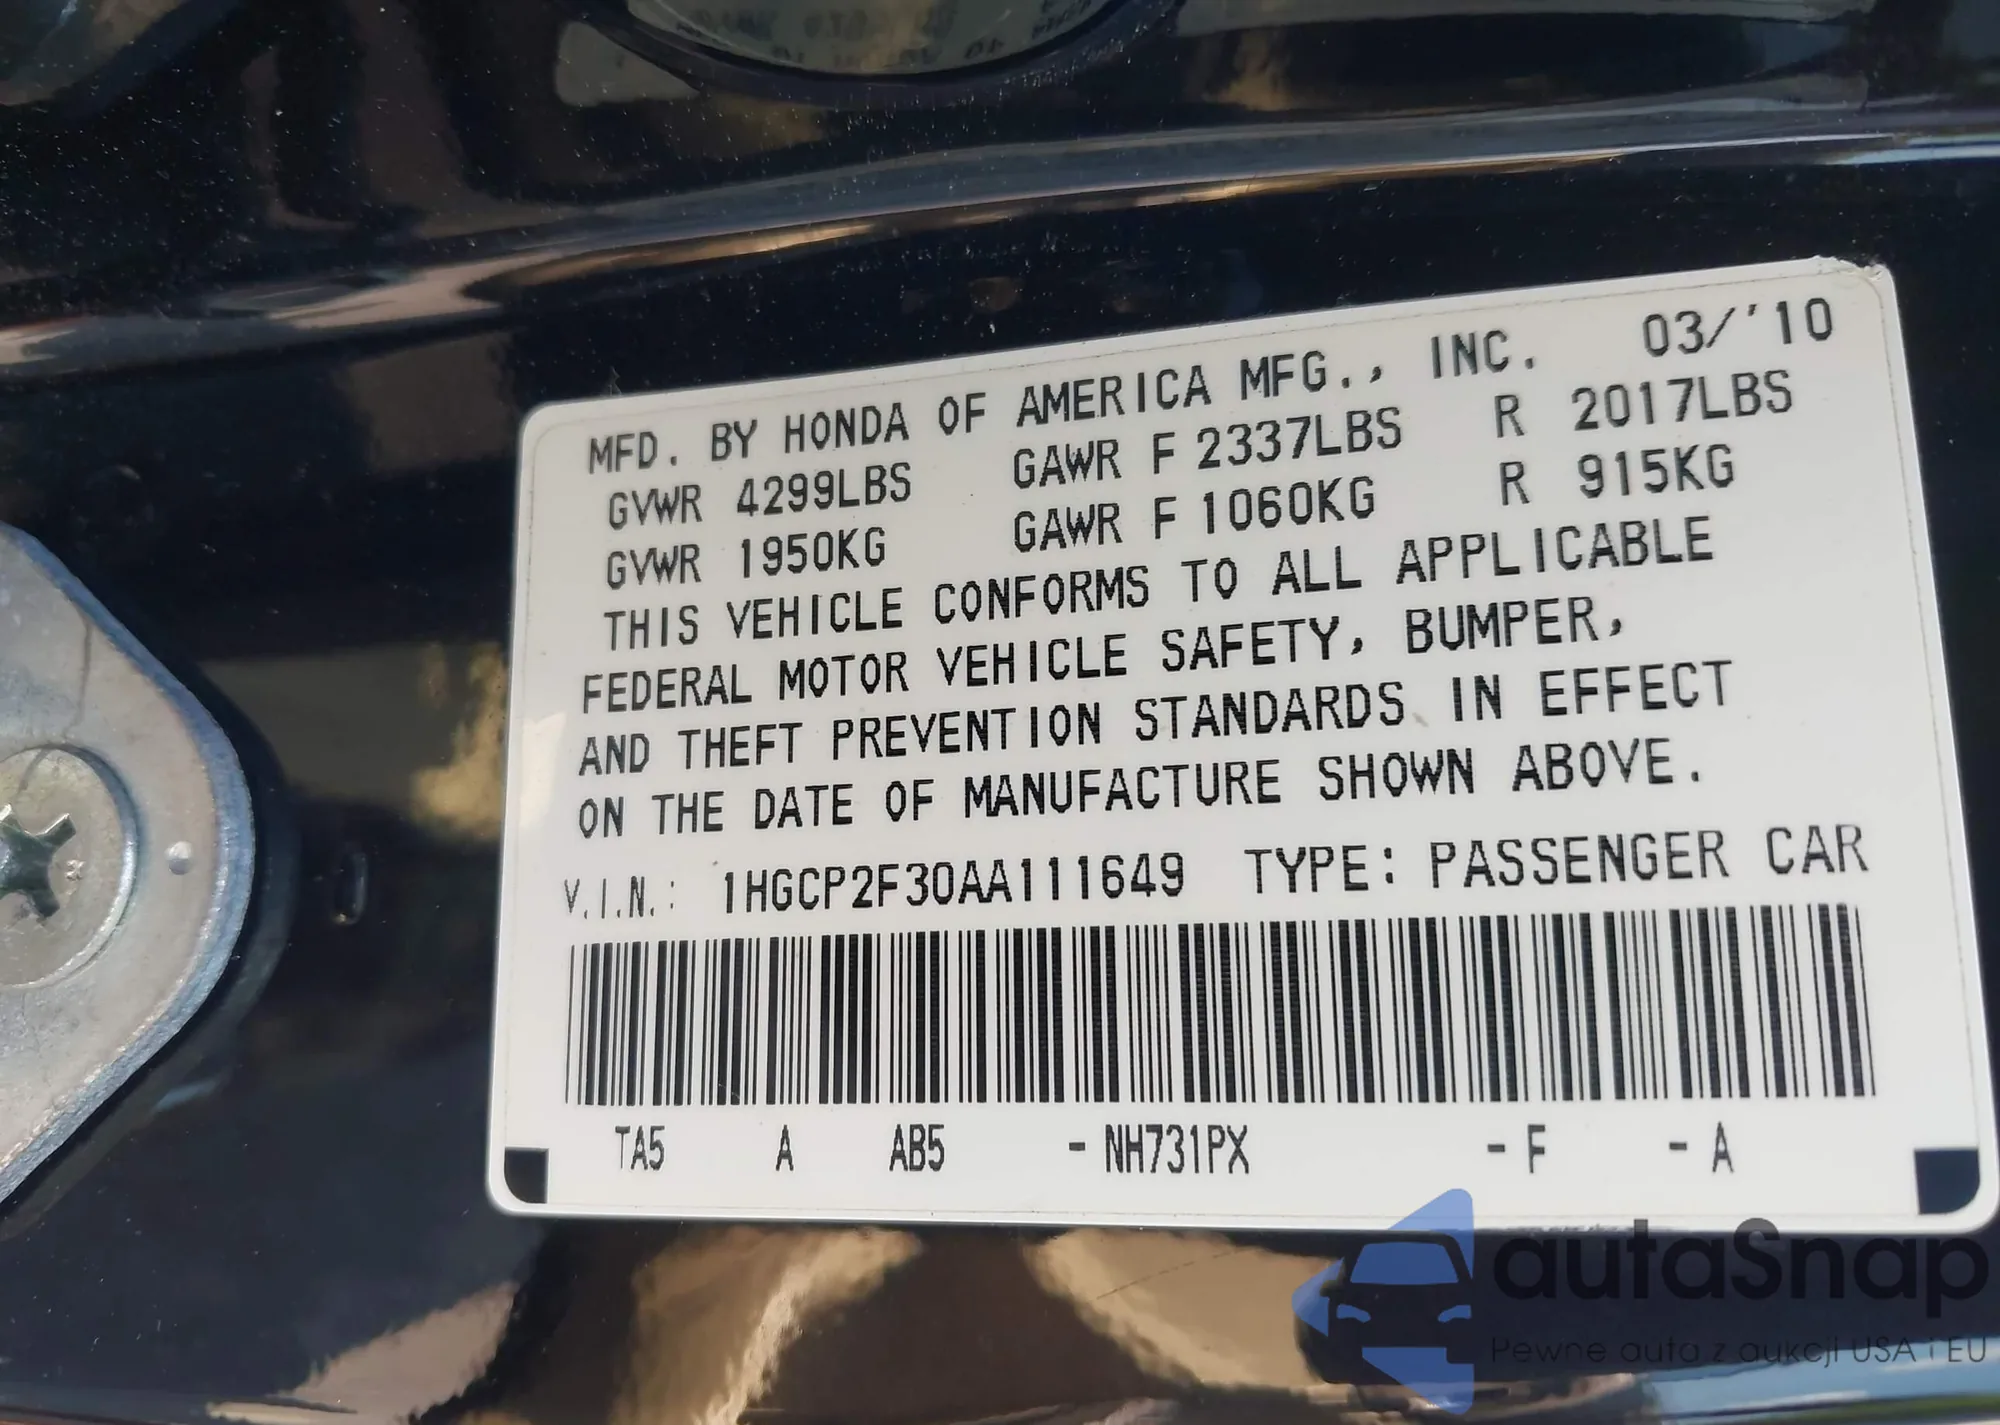 MFD. BY HONDA OF AMERICA MFG., INC. 03/'10
GVWR 4299LBS GAWR F 2337LBS R 2017LBS
GVWR 1950KG GAWR F 1060KG R 915KG
THIS VEHICLE CONFORMS TO ALL APPLICABLE
FEDERAL MOTOR VEHICLE SAFETY, BUMPER,
AND THEFT PREVENTION STANDARDS IN EFFECT
ON THE DATE OF MANUFACTURE SHOWN ABOVE.
V.I.N.: 1HGCP2F30AA111649 TYPE: PASSENGER CAR
TA5 A AB5 -NH731PX -F -A
autaSnap
Pewne auta z aukcji USA i EU